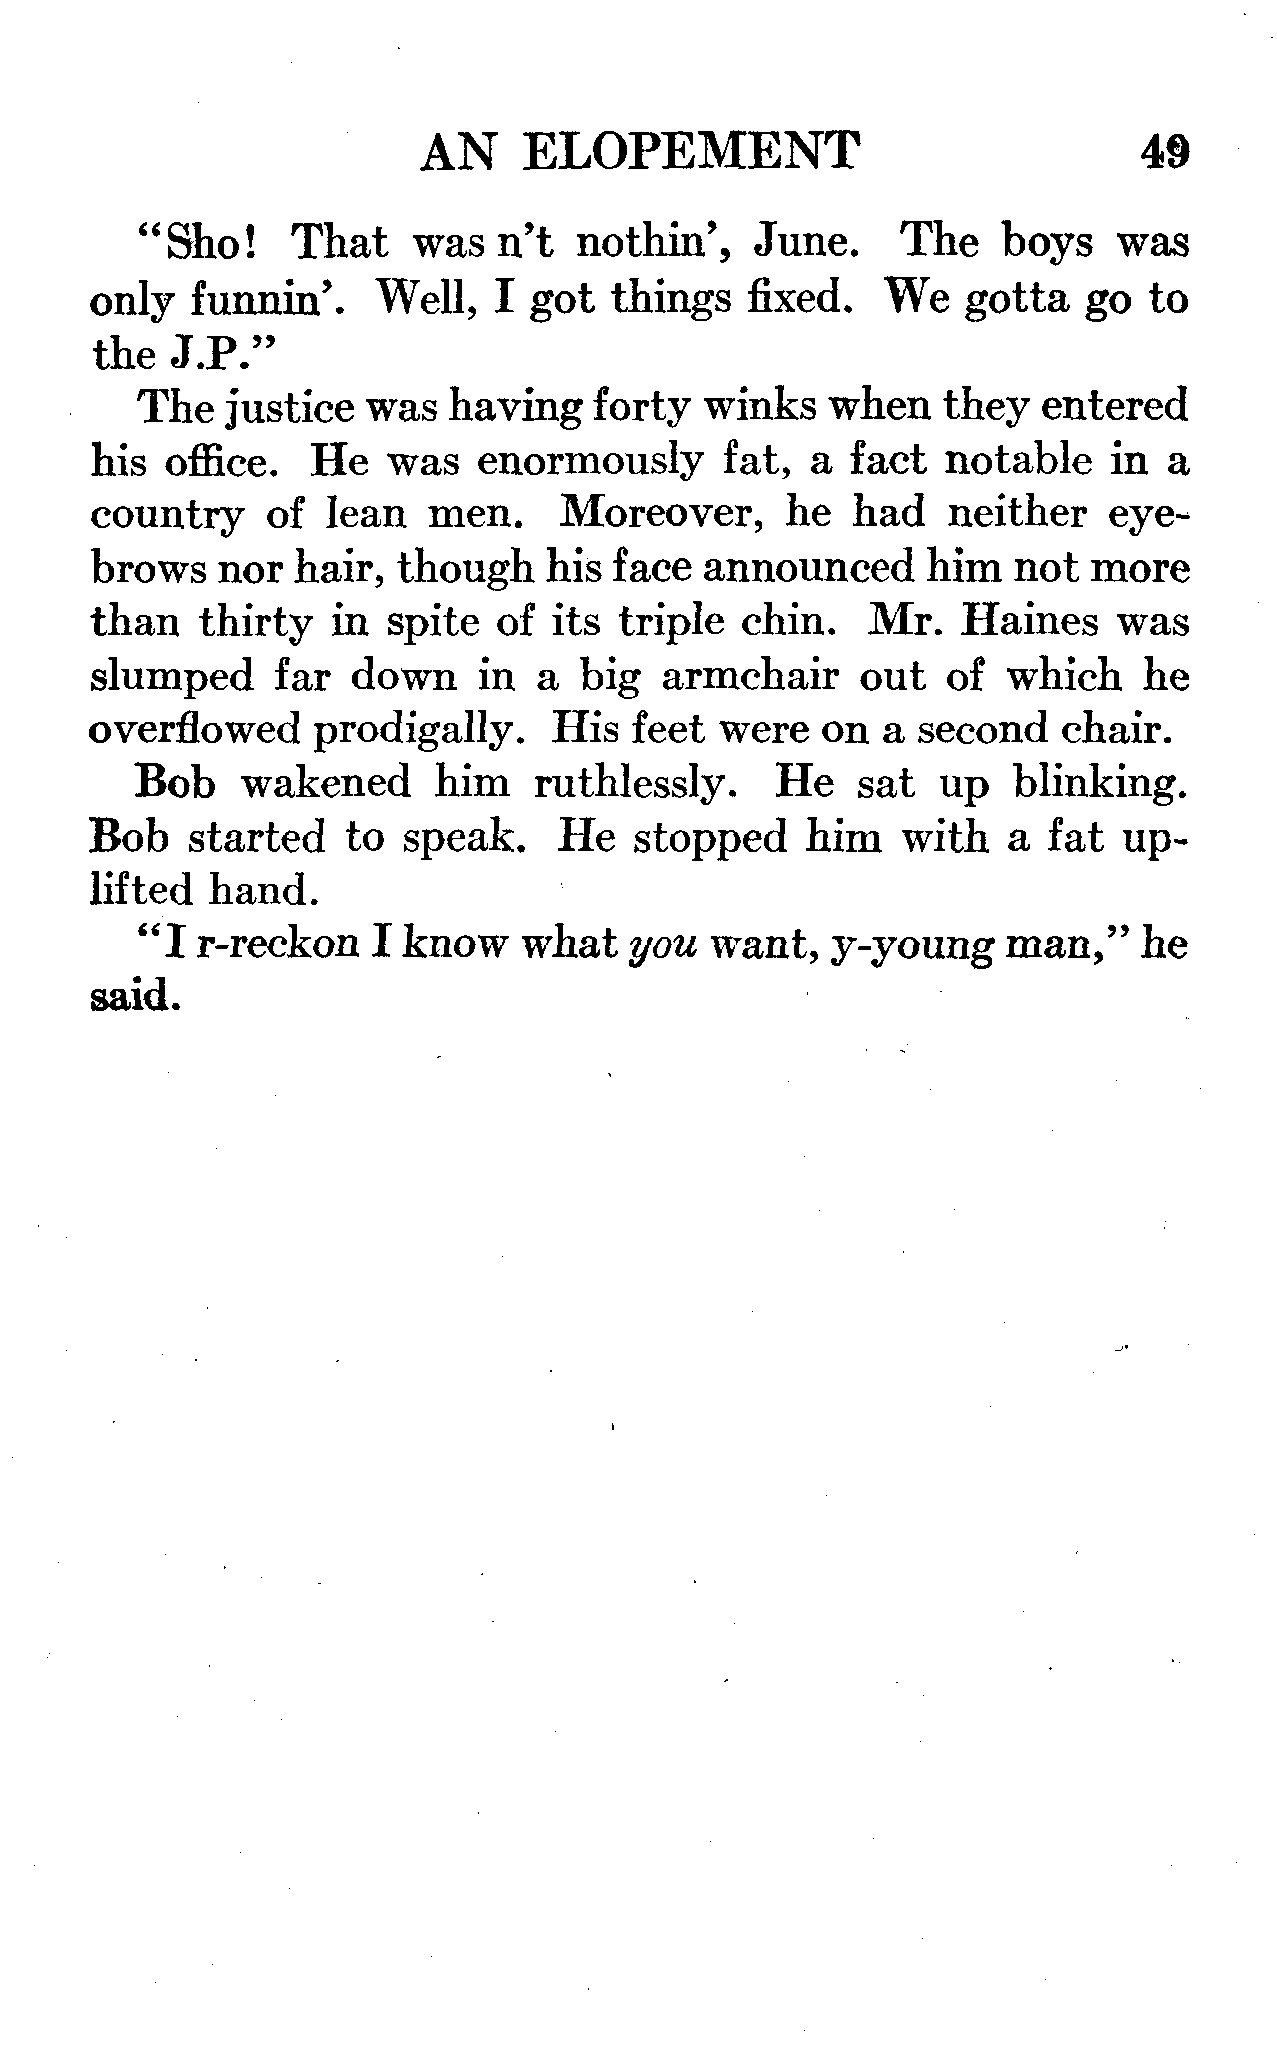 AN ELOPEMENT 49
"Sho! That was n't nothin', June. The boys was
only funnin'. Well, I got things fixed. We gotta go to
the J.P."
The justice was having forty winks when they entered
his office. He was enormously fat, a fact notable in a
country of lean men. Moreover, he had neither eye-
brows nor hair, though his face announced him not more
than thirty in spite of its triple chin. Mr. Haines was
slumped far down in a big armchair out of which he
overflowed prodigally. His feet were on a second chair.
Bob wakened him ruthlessly. He sat up blinking.
Bob started to speak. He stopped him with a fat up-
lifted hand.
"I r-reckon I know what you want, y-young man," he
said.